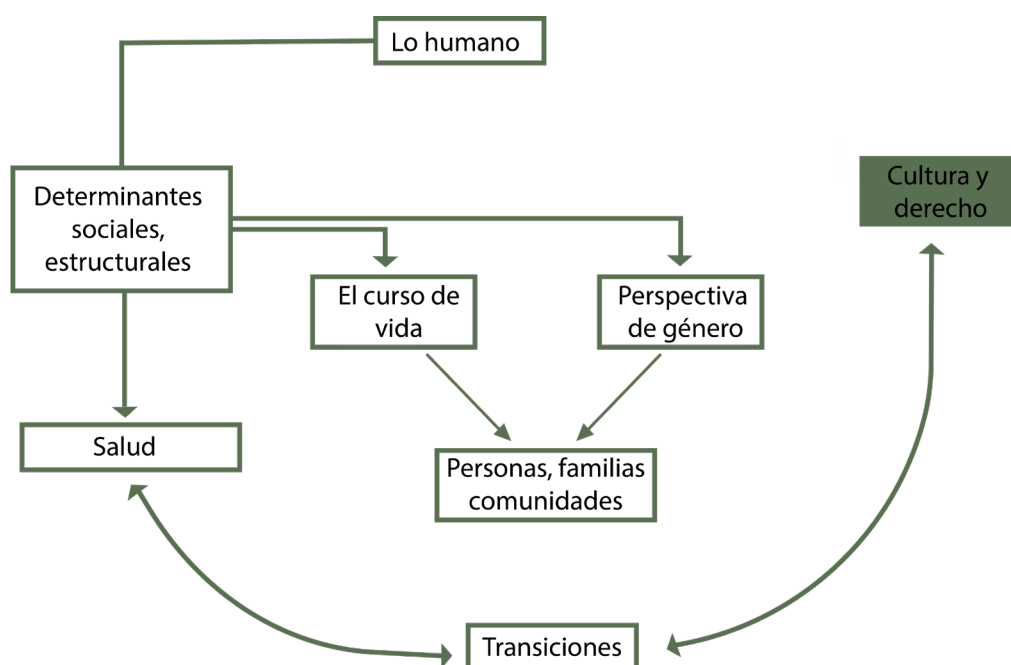 Lo humano
Determinantes
sociales,
estructurales
Cultura y
derecho
El curso de
vida
Perspectiva
de género
Salud
Personas, familias
comunidades
Transiciones